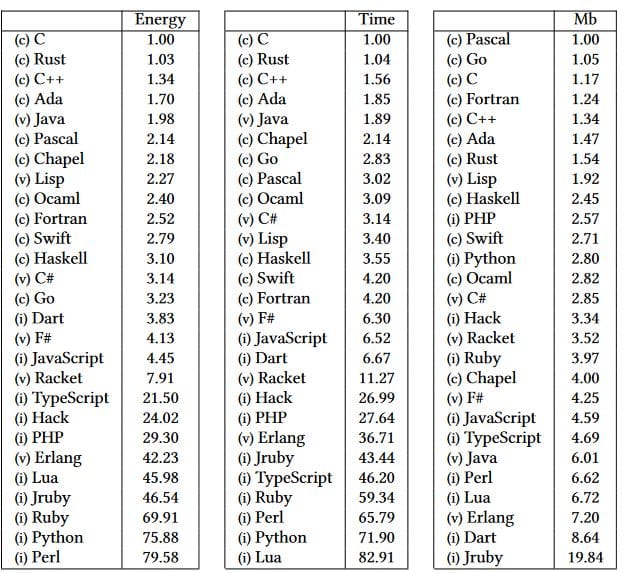 Energy
(c) C 1.00
(c) Rust 1.03
(c) C++ 1.34
(c) Ada 1.70
(v) Java 1.98
(c) Pascal 2.14
(c) Chapel 2.18
(v) Lisp 2.27
(c) Ocaml 2.40
(c) Fortran 2.52
(c) Swift 2.79
(c) Haskell 3.10
(v) C# 3.14
(c) Go 3.23
(i) Dart 3.83
(v) F# 4.13
(i) JavaScript 4.45
(v) Racket 7.91
(i) TypeScript 21.50
(i) Hack 24.02
(i) PHP 29.30
(v) Erlang 42.23
(i) Lua 45.98
(i) Jruby 46.54
(i) Ruby 69.91
(i) Python 75.88
(i) Perl 79.58
Time
(c) C 1.00
(c) Rust 1.04
(c) C++ 1.56
(c) Ada 1.85
(v) Java 1.89
(c) Chapel 2.14
(c) Go 2.83
(c) Pascal 3.02
(c) Ocaml 3.09
(v) C# 3.14
(v) Lisp 3.40
(c) Haskell 3.55
(c) Swift 4.20
(c) Fortran 4.20
(v) F# 6.30
(i) JavaScript 6.52
(i) Dart 6.67
(v) Racket 11.27
(i) Hack 26.99
(i) PHP 27.64
(v) Erlang 36.71
(i) Jruby 43.44
(i) TypeScript 46.20
(i) Ruby 59.34
(i) Perl 65.79
(i) Python 71.90
(i) Lua 82.91
Mb
(c) Pascal 1.00
(c) Go 1.05
(c) C 1.17
(c) Fortran 1.24
(c) C++ 1.34
(c) Ada 1.47
(c) Rust 1.54
(v) Lisp 1.92
(c) Haskell 2.45
(i) PHP 2.57
(c) Swift 2.71
(i) Python 2.80
(c) Ocaml 2.82
(v) C# 2.85
(i) Hack 3.34
(v) Racket 3.52
(i) Ruby 3.97
(c) Chapel 4.00
(v) F# 4.25
(i) JavaScript 4.59
(i) TypeScript 4.69
(v) Java 6.01
(i) Perl 6.62
(i) Lua 6.72
(v) Erlang 7.20
(i) Dart 8.64
(i) Jruby 19.84